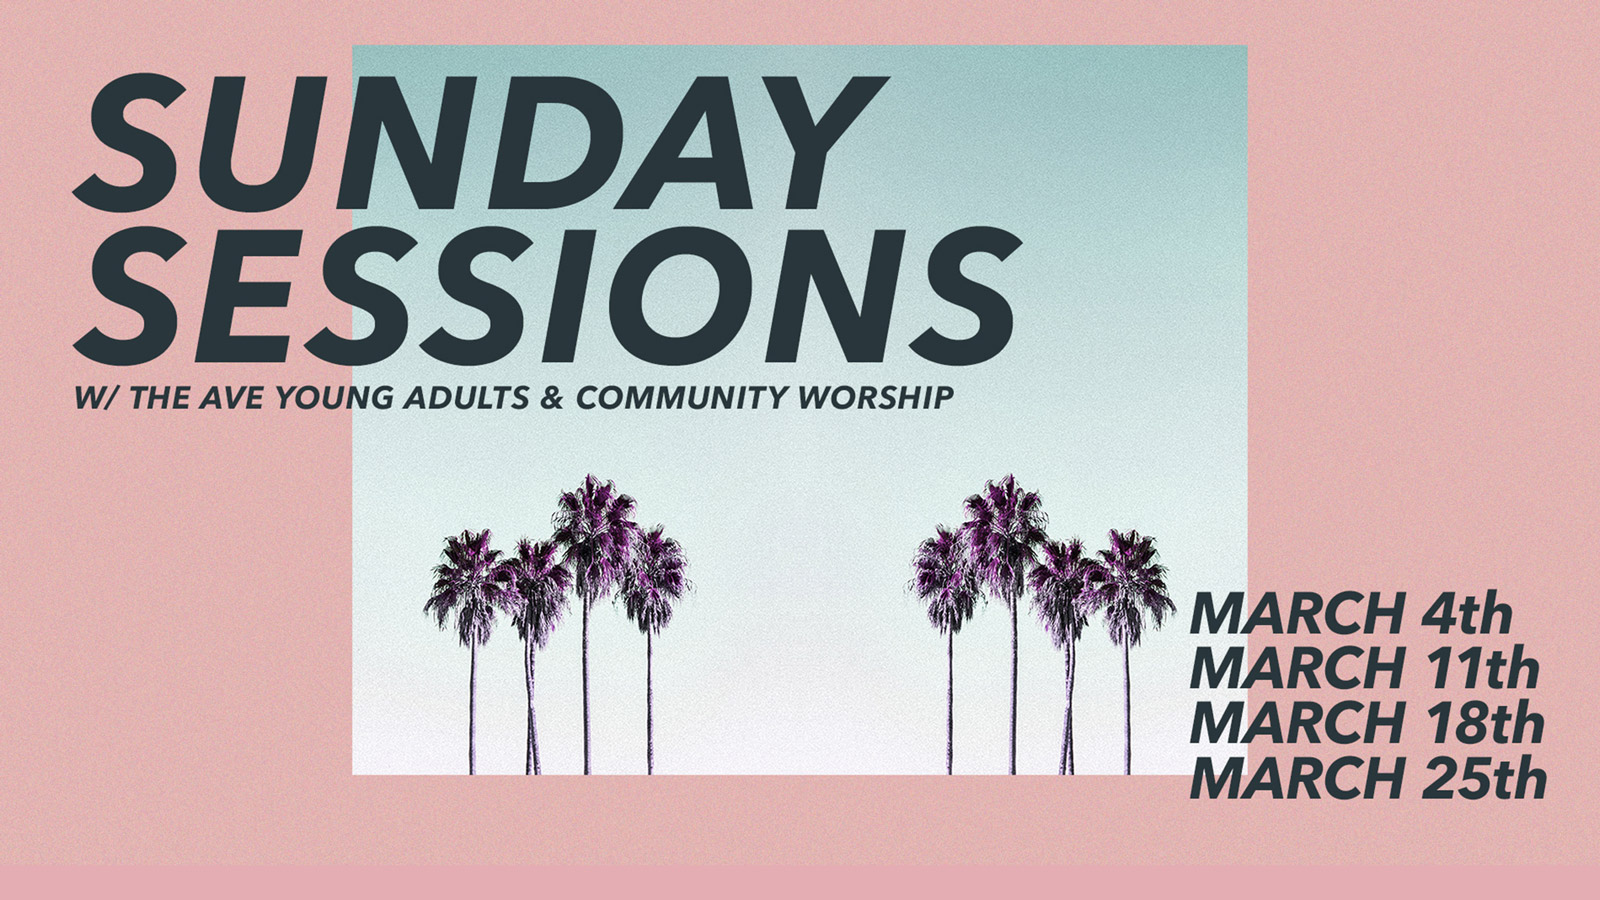 SUNDAY
SESSIONS
W/ THE AVE YOUNG ADULTS & COMMUNITY WORSHIP
MARCH 4th
MARCH 11th
MARCH 18th
MARCH 25th